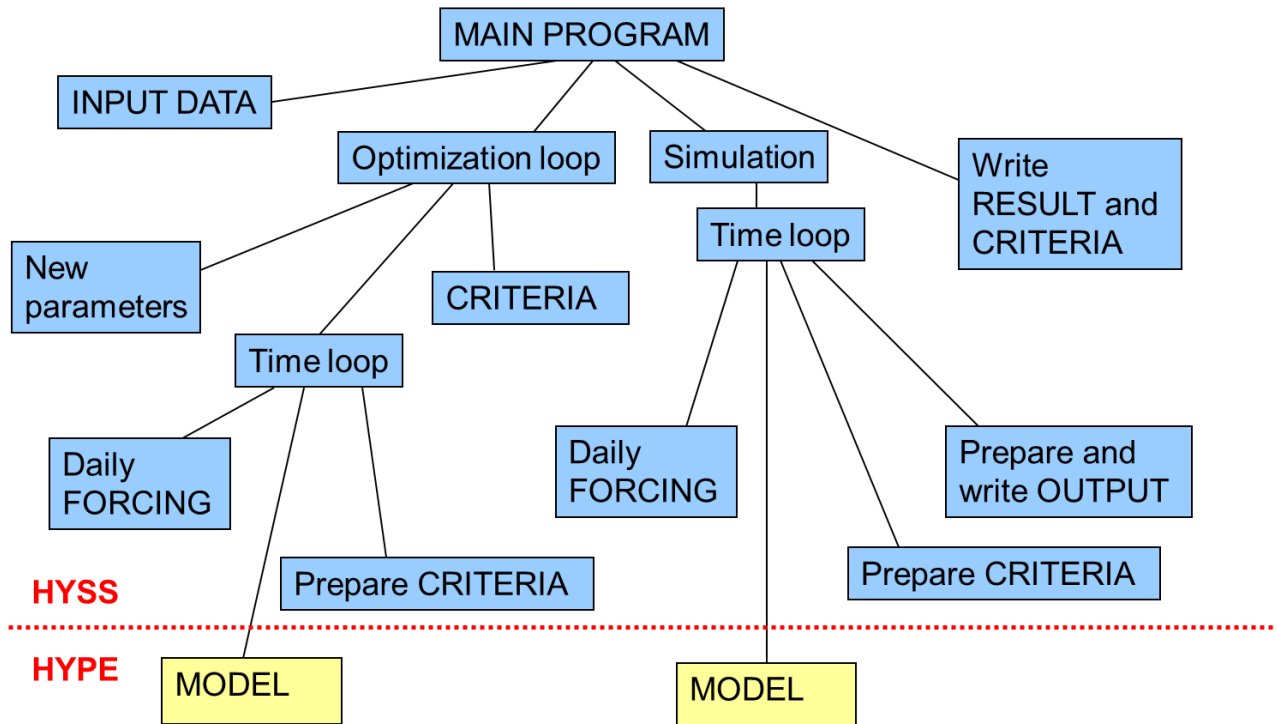 MAIN PROGRAM
INPUT DATA
Optimization loop
Simulation
Write
RESULT and
CRITERIA
Time loop
New
parameters
CRITERIA
Time loop
Daily
FORCING
Daily
FORCING
Prepare and
write OUTPUT
Prepare CRITERIA
Prepare CRITERIA
HYSS
HYPE
MODEL
MODEL